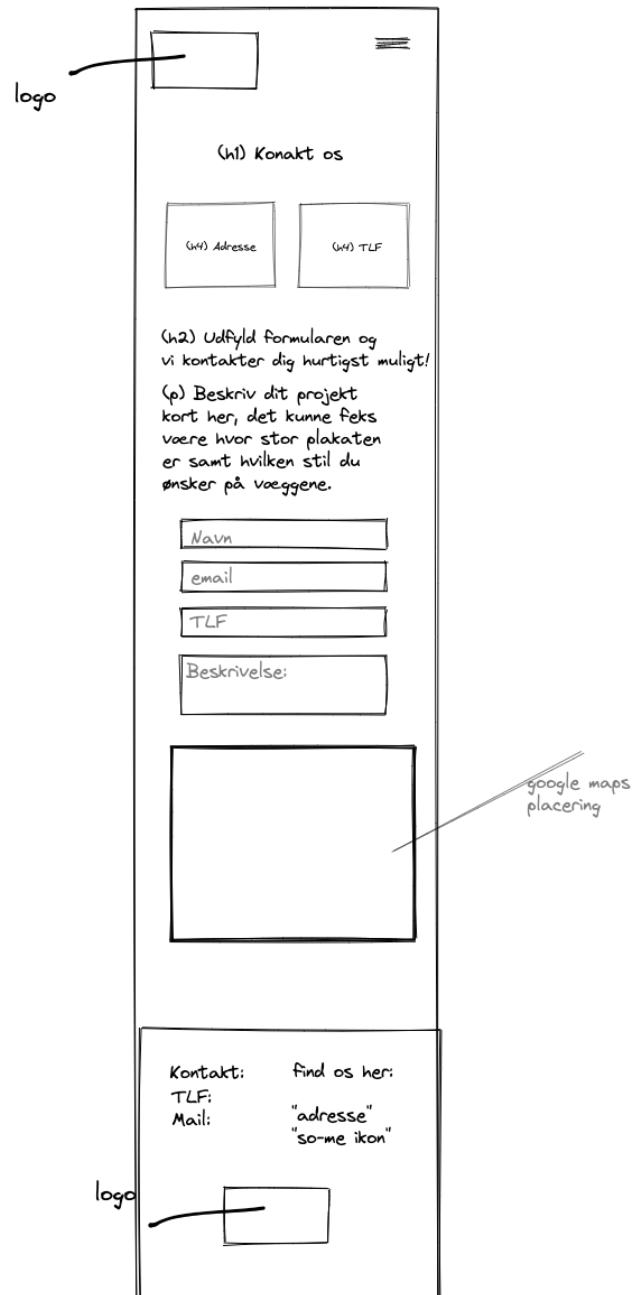 logo
(h1) Konakt os
(h4) Adresse
(h4) TLF
(h2) Udfyld formularen og
vi kontakter dig hurtigst muligt!
(p) Beskriv dit projekt
kort her, det kunne feks
være hvor stor plakaten
er samt hvilken stil du
ønsker på væggene.
Navn
email
TLF
Beskrivelse:
google maps
placering
Kontakt:
TLF:
Mail:
find os her:
"adresse"
"so-me ikon"
logo